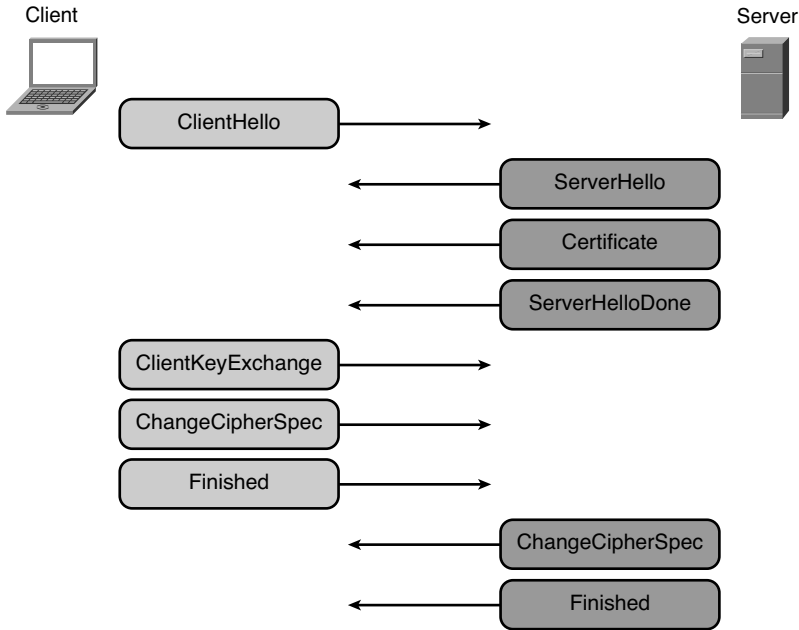 Client
Server
ClientHello
ServerHello
Certificate
ServerHelloDone
ClientKeyExchange
ChangeCipherSpec
Finished
ChangeCipherSpec
Finished